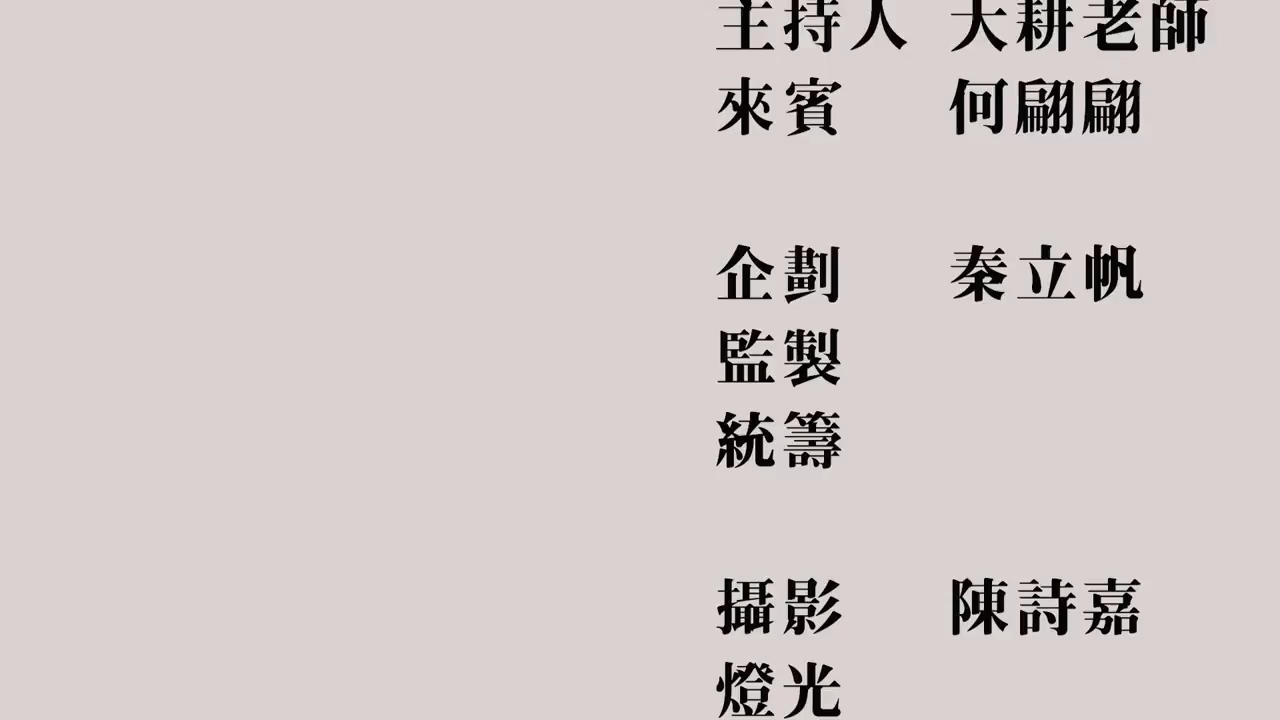 主持人 大耕老師
來賓 何翩翩
企劃 秦立帆
監製
統籌
攝影 陳詩嘉
燈光